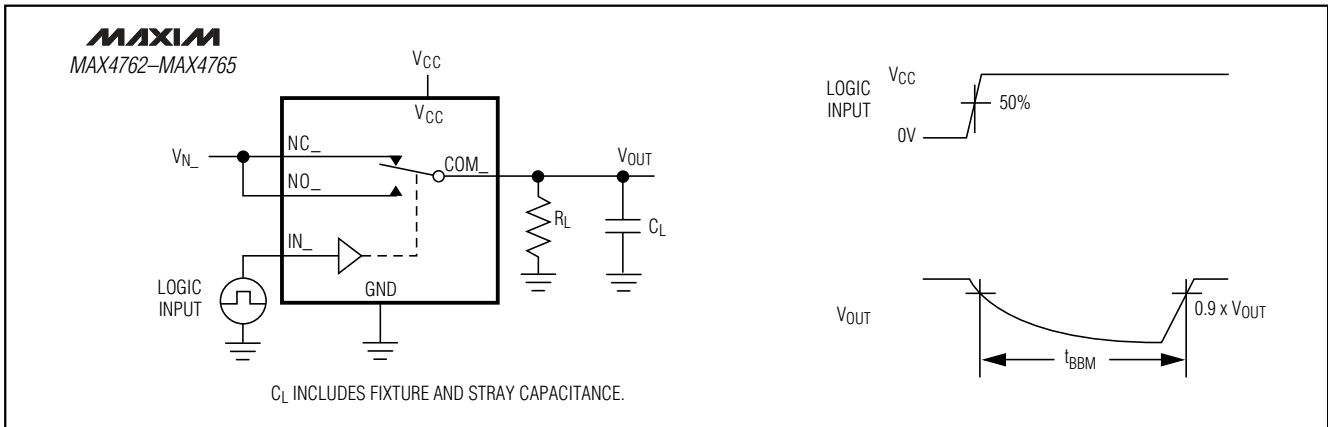 MAXIM
MAX4762–MAX4765
VCC
VCC
VN_
NC_
NO_
COM_
VOUT
RL
CL
IN_
LOGIC
INPUT
GND
CL INCLUDES FIXTURE AND STRAY CAPACITANCE.
LOGIC
INPUT
VCC
50%
0V
VOUT
0.9 x VOUT
tBBM